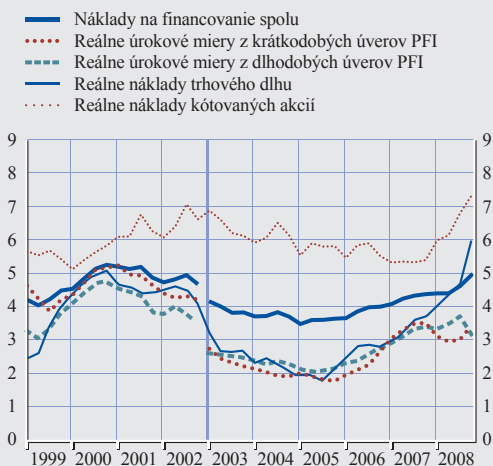 Náklady na financovanie spolu
Reálne úrokové miery z krátkodobých úverov PFI
Reálne úrokové miery z dlhodobých úverov PFI
Reálne náklady trhového dlhu
Reálne náklady kótovaných akcií
9 9
8 8
7 7
6 6
5 5
4 4
3 3
2 2
1 1
0 0
1999 2000 2001 2002 2003 2004 2005 2006 2007 2008